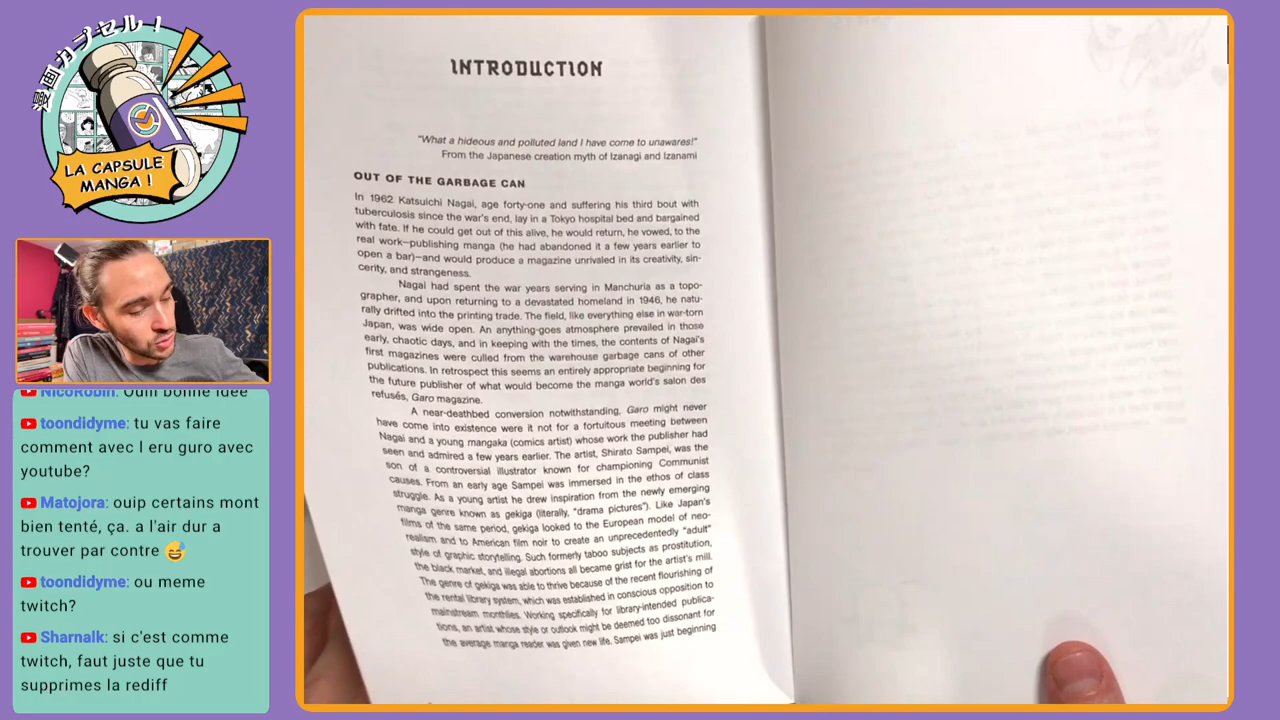 漫画カプセル！
LA CAPSULE
MANGA !
NicoRobin: Ouiii bonne idée
toondidyme: tu vas faire
comment avec l eru guro avec
youtube?
Matojora: ouip certains mont
bien tenté, ça. a l'air dur a
trouver par contre 😅
toondidyme: ou meme
twitch?
Sharnalk: si c'est comme
twitch, faut juste que tu
supprimes la rediff
INTRODUCTION
"What a hideous and polluted land I have come to unawares!"
From the Japanese creation myth of Izanagi and Izanami
OUT OF THE GARBAGE CAN
In 1962 Katsuichi Nagai, age forty-one and suffering his third bout with
tuberculosis since the war's end, lay in a Tokyo hospital bed and bargained
with fate. If he could get out of this alive, he would return, he vowed, to the
real work—publishing manga (he had abandoned it a few years earlier to
open a bar)—and would produce a magazine unrivaled in its creativity, sin-
cerity, and strangeness.
Nagai had spent the war years serving in Manchuria as a topo-
grapher, and upon returning to a devastated homeland in 1946, he natu-
rally drifted into the printing trade. The field, like everything else in war-torn
Japan, was wide open. An anything-goes atmosphere prevailed in those
early, chaotic days, and in keeping with the times, the contents of Nagai's
first magazines were culled from the warehouse garbage cans of other
publications. In retrospect this seems an entirely appropriate beginning for
the future publisher of what would become the manga world's salon des
refusés, Garo magazine.
A near-deathbed conversion notwithstanding, Garo might never
have come into existence were it not for a fortuitous meeting between
Nagai and a young mangaka (comics artist) whose work the publisher had
seen and admired a few years earlier. The artist, Shirato Sampei, was the
son of a controversial illustrator known for championing Communist
causes. From an early age Sampei was immersed in the ethos of class
struggle. As a young artist he drew inspiration from the newly emerging
manga genre known as gekiga (literally, "drama pictures"). Like Japan's
films of the same period, gekiga looked to the European model of neo-
realism and to American film noir to create an unprecedentedly "adult"
style of graphic storytelling. Such formerly taboo subjects as prostitution,
the black market, and illegal abortions all became grist for the artist's mill.
The genre of gekiga was able to thrive because of the recent flourishing of
the rental library system, which was established in conscious opposition to
mainstream monthlies. Working specifically for library-intended publica-
tions, an artist whose style or outlook might be deemed too dissonant for
the average manga reader was given new life. Sampei was just beginning